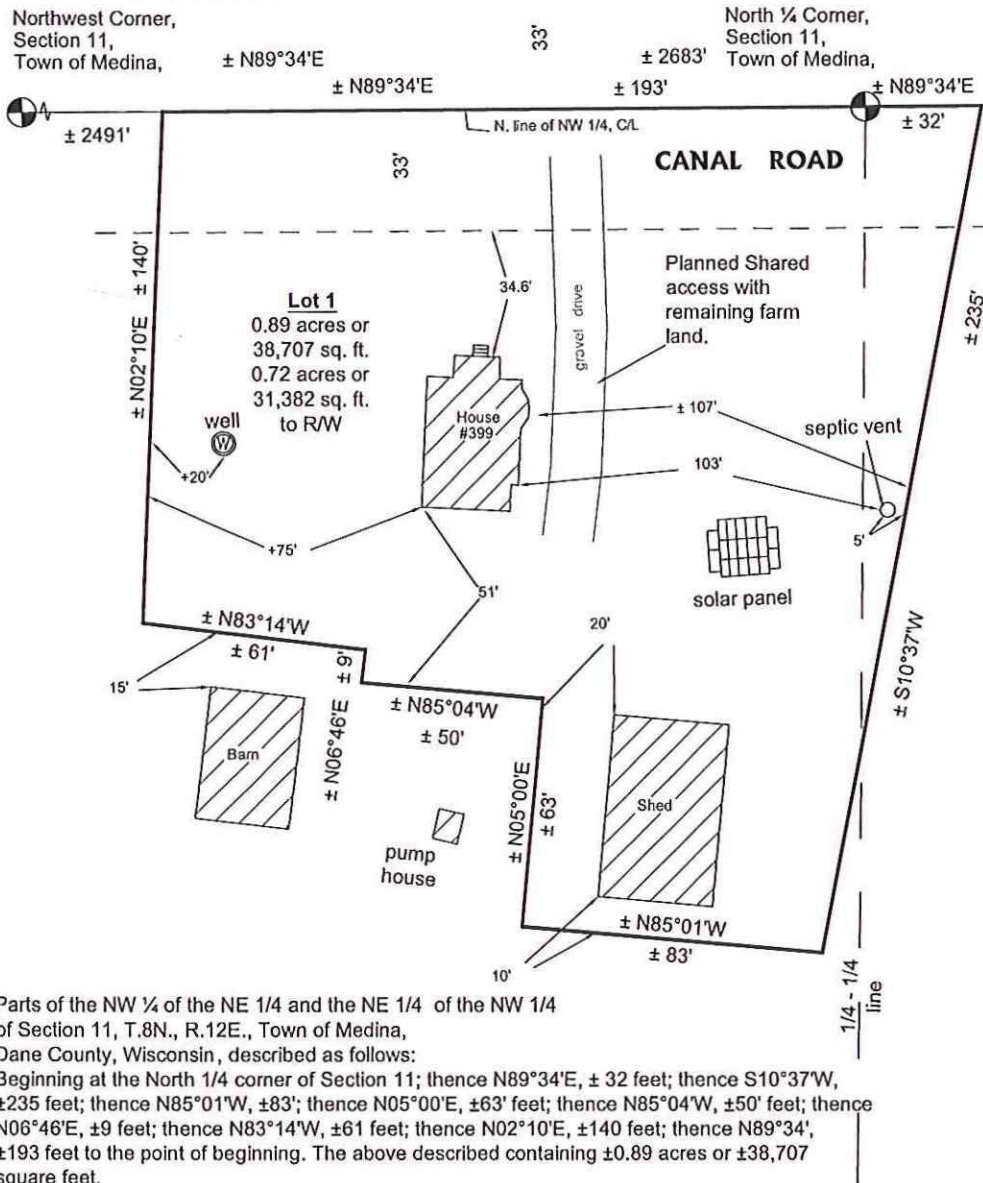 Northwest Corner,
Section 11,
Town of Medina,
± N89°34'E
± N89°34'E
33'
± 2683'
± 193'
North ¼ Corner,
Section 11,
Town of Medina,
± N89°34'E
± 32'
± 2491'
N. line of NW 1/4, C/L
33'
CANAL ROAD
± N02°10'E ± 140'
Lot 1
0.89 acres or
38,707 sq. ft.
0.72 acres or
31,382 sq. ft.
to R/W
34.6'
gravel drive
Planned Shared
access with
remaining farm
land.
± 235'
well
W
+20'
House
#399
± 107'
septic vent
103'
5'
+75'
solar panel
51'
20'
± S10°37'W
± N83°14'W
± 61'
± N06°46'E ± 9'
15'
± N85°04'W
± 50'
Barn
± N05°00'E
± 63'
Shed
pump
house
± N85°01'W
± 83'
10'
1/4 - 1/4
line
Parts of the NW ¼ of the NE 1/4 and the NE 1/4 of the NW 1/4
of Section 11, T.8N., R.12E., Town of Medina,
Dane County, Wisconsin, described as follows:
Beginning at the North 1/4 corner of Section 11; thence N89°34'E, ± 32 feet; thence S10°37'W,
±235 feet; thence N85°01'W, ±83'; thence N05°00'E, ±63' feet; thence N85°04'W, ±50' feet; thence
N06°46'E, ±9 feet; thence N83°14'W, ±61 feet; thence N02°10'E, ±140 feet; thence N89°34',
±193 feet to the point of beginning. The above described containing ±0.89 acres or ±38,707
square feet.